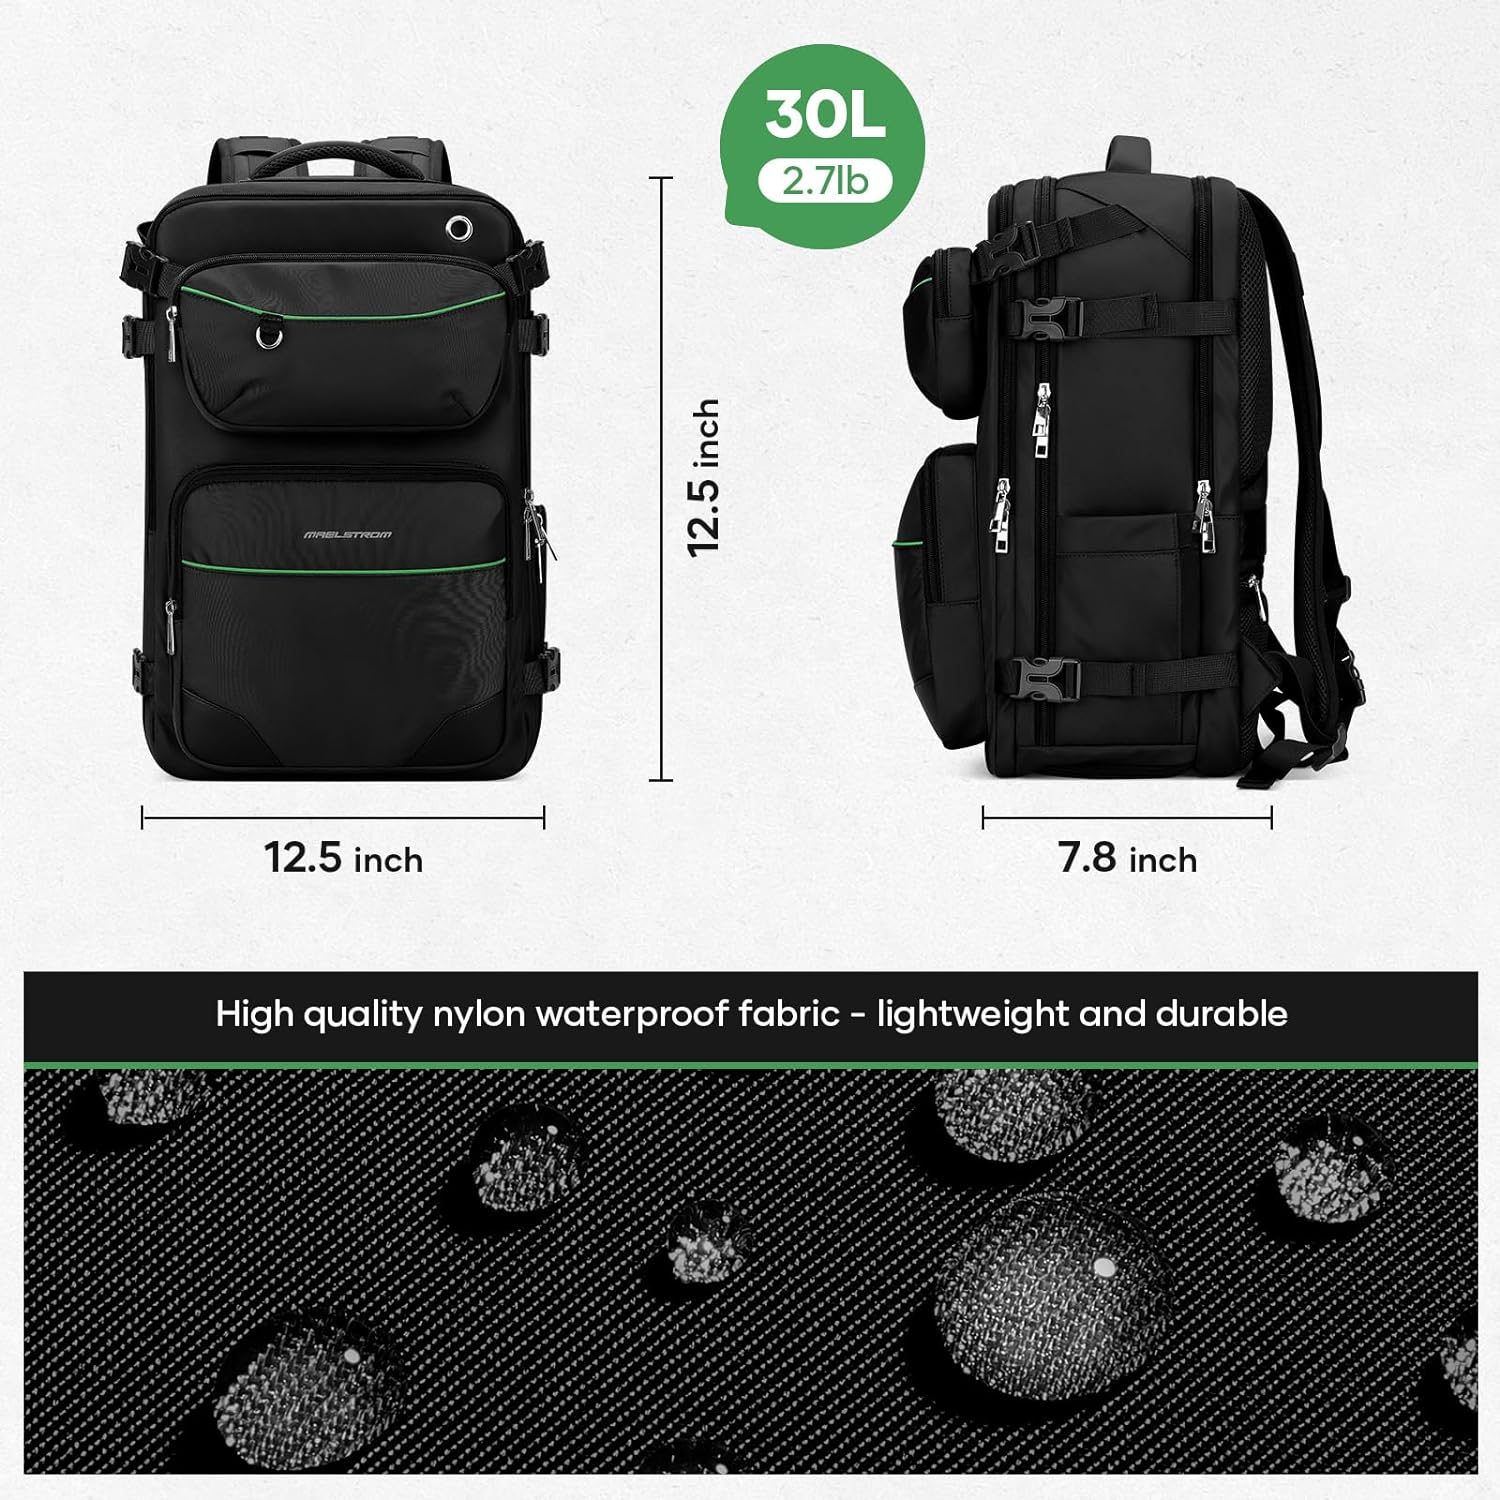 30L
2.7lb
MAELSTROM
12.5 inch
12.5 inch
7.8 inch
High quality nylon waterproof fabric - lightweight and durable